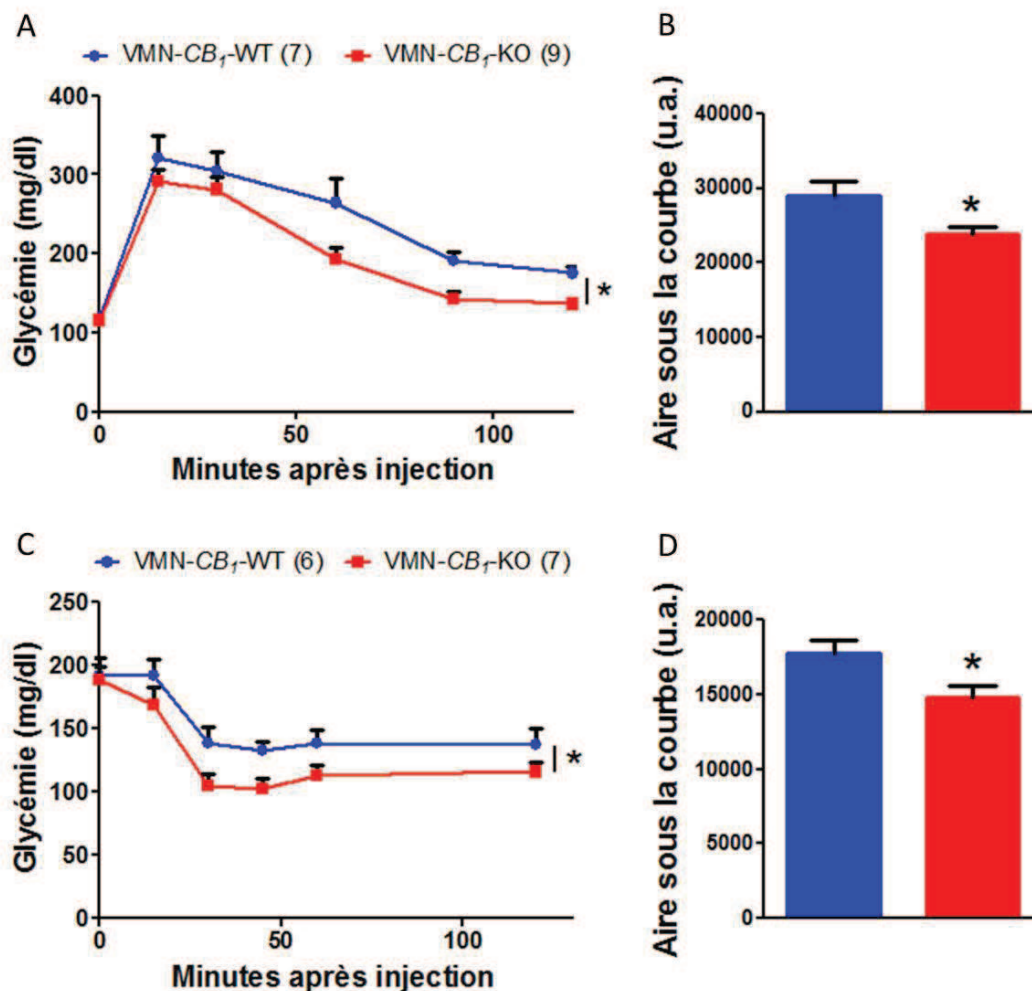 A
VMN-CB1-WT (7) VMN-CB1-KO (9)
Glycémie (mg/dl)
400
300
200
100
0
0 50 100
Minutes après injection
*
B
Aire sous la courbe (u.a.)
40000
30000
20000
10000
0
*
C
VMN-CB1-WT (6) VMN-CB1-KO (7)
Glycémie (mg/dl)
250
200
150
100
50
0
0 50 100
Minutes après injection
*
D
Aire sous la courbe (u.a.)
20000
15000
10000
5000
0
*